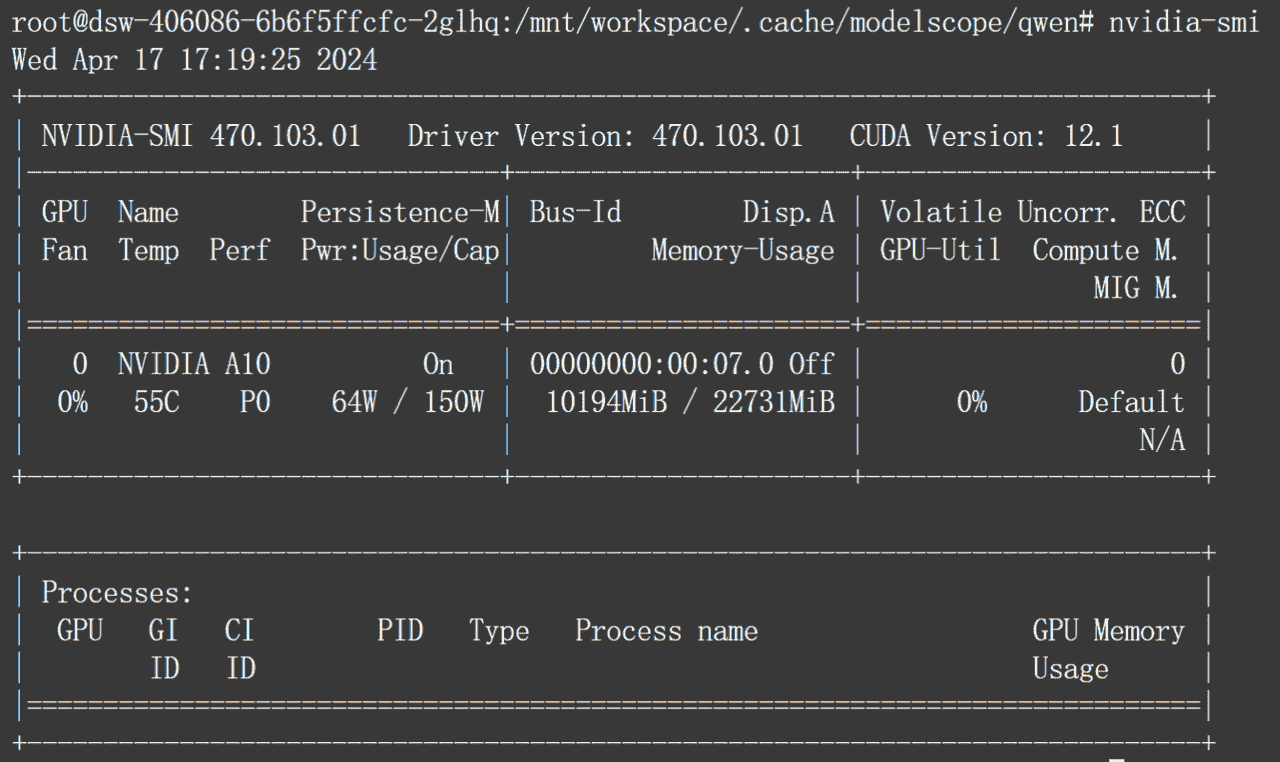 root@dsw-406086-6b6f5ffcfc-2glhq:/mnt/workspace/.cache/modelscope/qwen# nvidia-smi
Wed Apr 17 17:19:25 2024
+-----------------------------------------------------------------------------+
| NVIDIA-SMI 470.103.01   Driver Version: 470.103.01   CUDA Version: 12.1     |
|-------------------------------+----------------------+----------------------+
| GPU  Name        Persistence-M| Bus-Id        Disp.A | Volatile Uncorr. ECC |
| Fan  Temp  Perf  Pwr:Usage/Cap|         Memory-Usage | GPU-Util  Compute M. |
|                               |                      |               MIG M. |
|===============================+======================+======================|
|   0  NVIDIA A10          On   | 00000000:00:07.0 Off |                    0 |
|  0%   55C    P0    64W / 150W |  10194MiB / 22731MiB |      0%      Default |
|                               |                      |                  N/A |
+-------------------------------+----------------------+----------------------+

+-----------------------------------------------------------------------------+
| Processes:                                                                  |
|  GPU   GI   CI        PID   Type   Process name                  GPU Memory |
|        ID   ID                                                   Usage      |
|=============================================================================|
+-----------------------------------------------------------------------------+